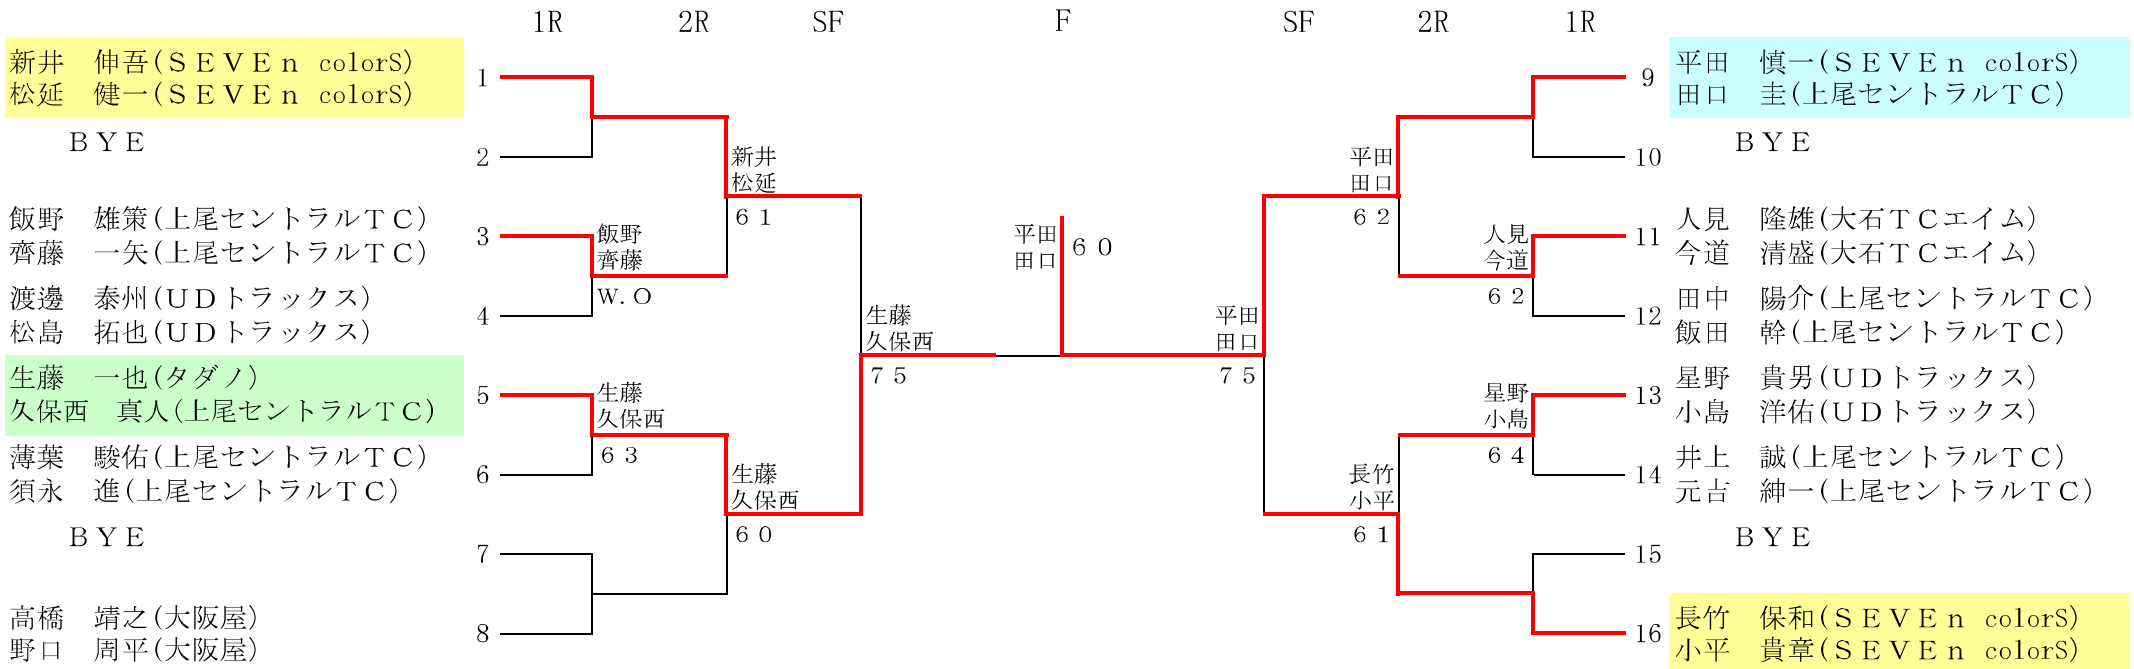 1R 2R SF F SF 2R 1R
新井 伸吾(ＳＥＶＥｎ colorS)
松延 健一(ＳＥＶＥｎ colorS)
1
ＢＹＥ
2
飯野 雄策(上尾セントラルＴＣ)
齊藤 一矢(上尾セントラルＴＣ)
3
渡邊 泰州(ＵＤトラックス)
松島 拓也(ＵＤトラックス)
4
生藤 一也(タダノ)
久保西 真人(上尾セントラルＴＣ)
5
薄葉 駿佑(上尾セントラルＴＣ)
須永 進(上尾セントラルＴＣ)
6
ＢＹＥ
7
高橋 靖之(大阪屋)
野口 周平(大阪屋)
8
飯野
齊藤
W.O
生藤
久保西
６３
新井
松延
６１
生藤
久保西
６０
生藤
久保西
７５
平田
田口
６０
平田
田口
７５
平田
田口
６２
長竹
小平
６１
人見
今道
６２
星野
小島
６４
9
平田 慎一(ＳＥＶＥｎ colorS)
田口 圭(上尾セントラルＴＣ)
10
ＢＹＥ
11
人見 隆雄(大石ＴＣエイム)
今道 清盛(大石ＴＣエイム)
12
田中 陽介(上尾セントラルＴＣ)
飯田 幹(上尾セントラルＴＣ)
13
星野 貴男(ＵＤトラックス)
小島 洋佑(ＵＤトラックス)
14
井上 誠(上尾セントラルＴＣ)
元吉 紳一(上尾セントラルＴＣ)
15
ＢＹＥ
16
長竹 保和(ＳＥＶＥｎ colorS)
小平 貴章(ＳＥＶＥｎ colorS)